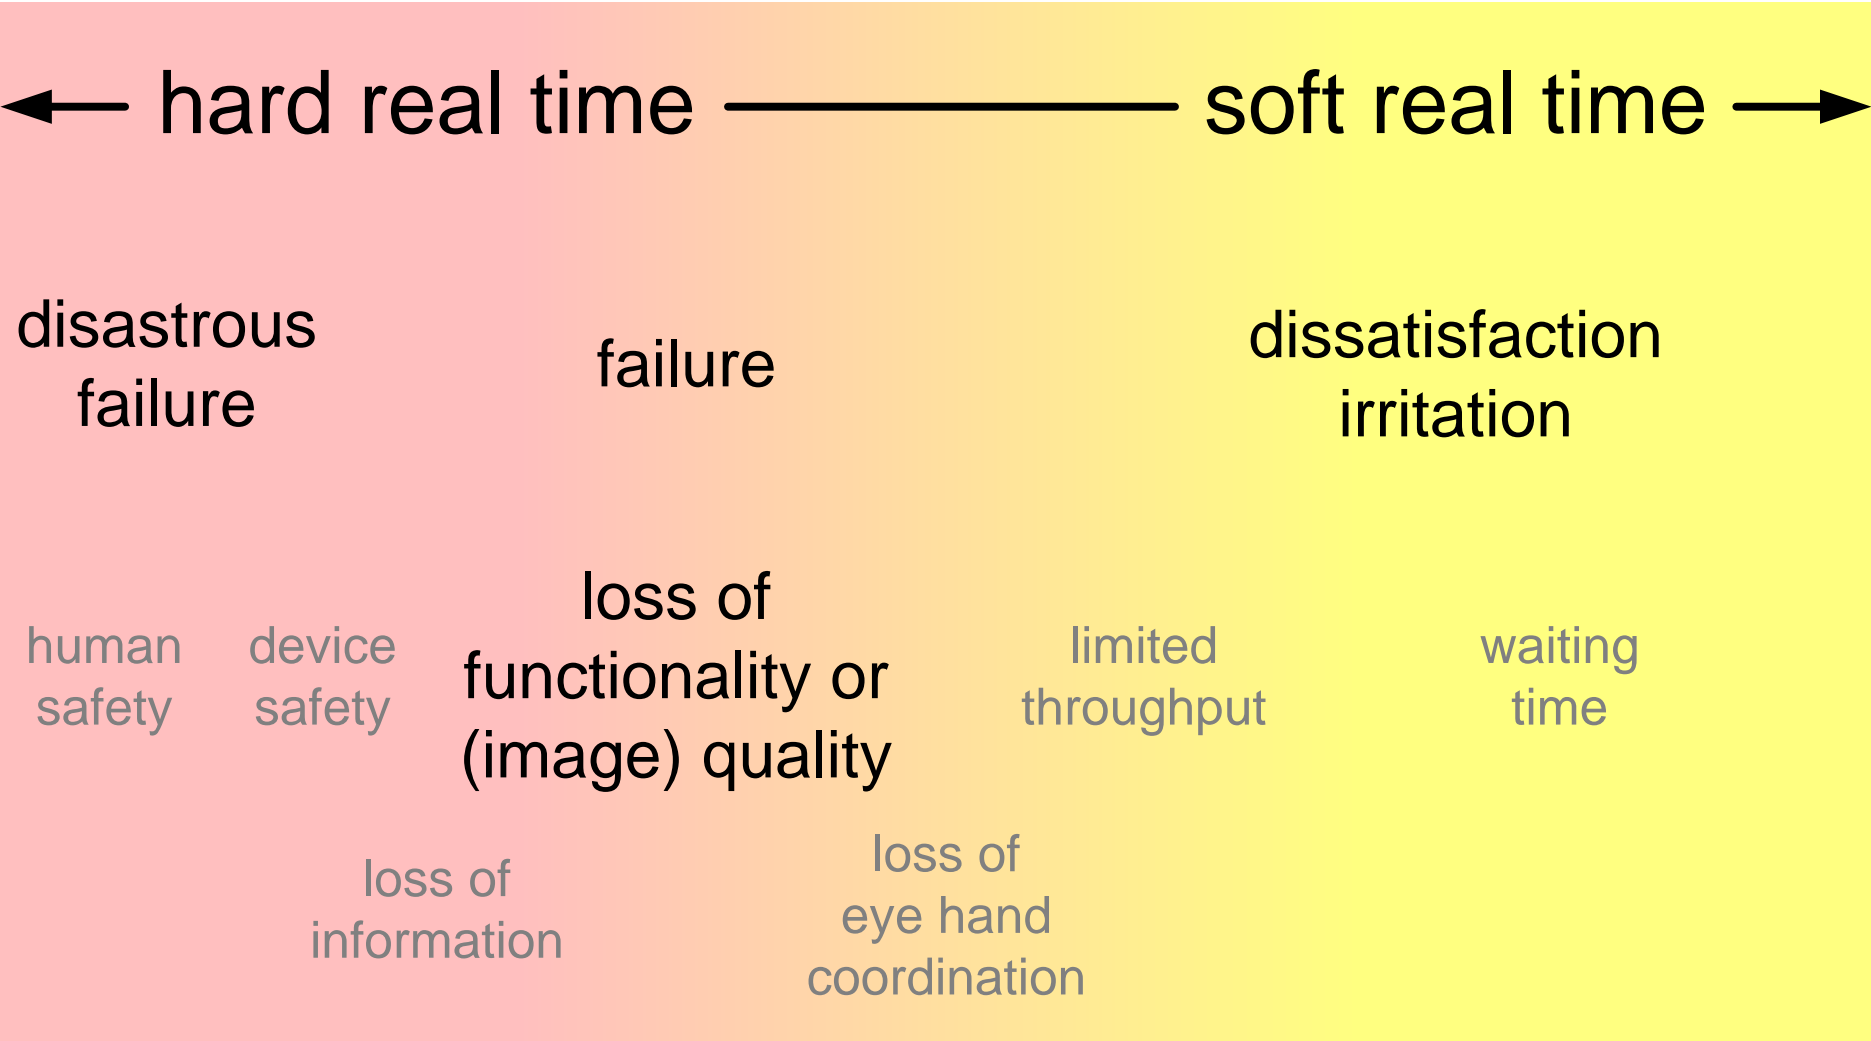 hard real time
soft real time
disastrous
failure
failure
dissatisfaction
irritation
human
safety
device
safety
loss of
functionality or
(image) quality
limited
throughput
waiting
time
loss of
information
loss of
eye hand
coordination